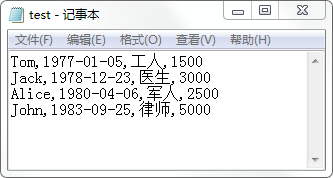 test - 记事本
文件(F) 编辑(E) 格式(O) 查看(V) 帮助(H)
Tom,1977-01-05,工人,1500
Jack,1978-12-23,医生,3000
Alice,1980-04-06,军人,2500
John,1983-09-25,律师,5000